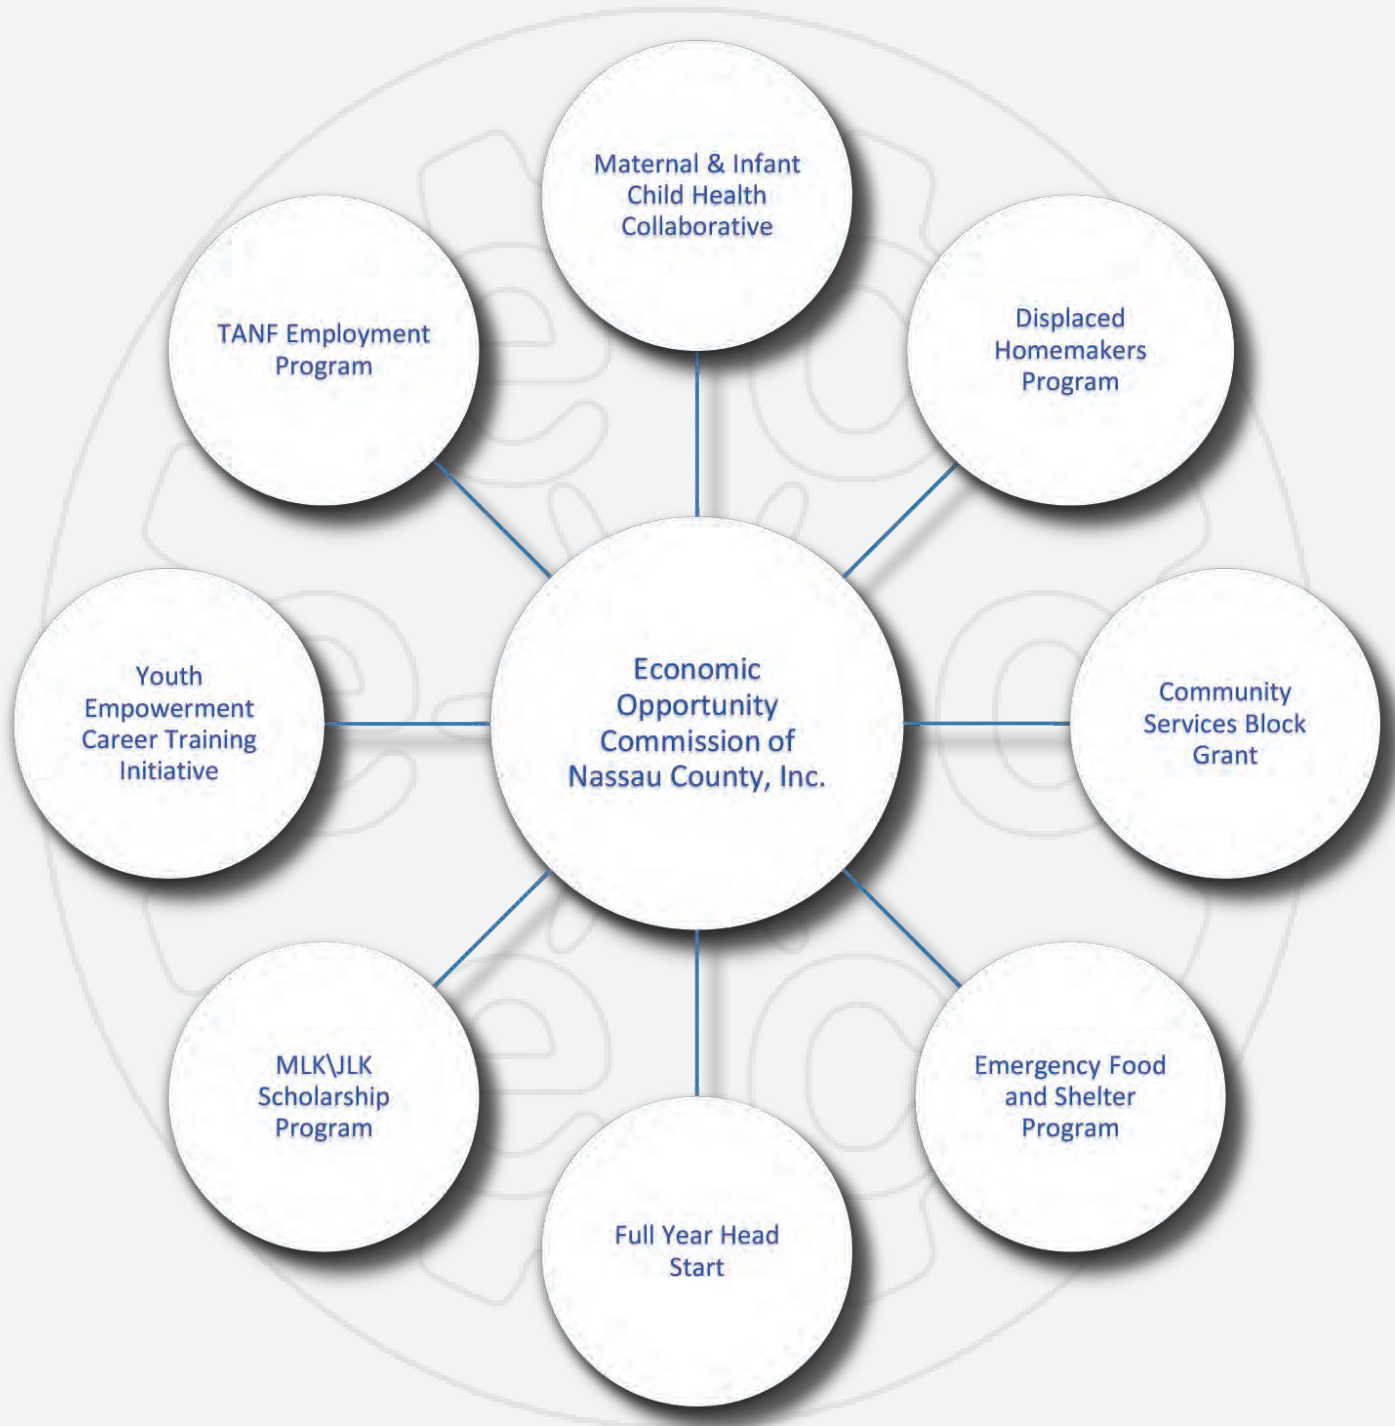 Maternal & Infant
Child Health
Collaborative
TANF Employment
Program
Displaced
Homemakers
Program
Youth
Empowerment
Career Training
Initiative
Economic
Opportunity
Commission of
Nassau County, Inc.
Community
Services Block
Grant
MLK\JLK
Scholarship
Program
Emergency Food
and Shelter
Program
Full Year Head
Start